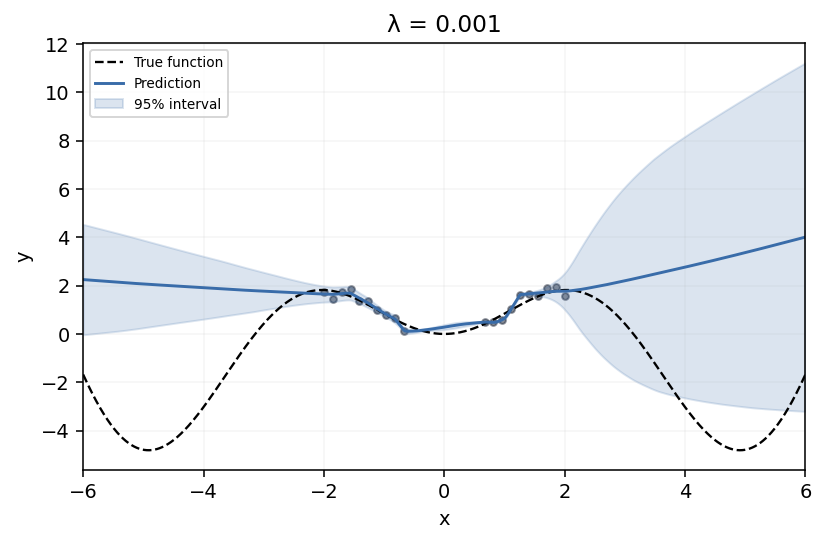 λ = 0.001
True function
Prediction
95% interval
12
10
8
6
4
2
0
−2
−4
y
−6
−4
−2
0
2
4
6
x